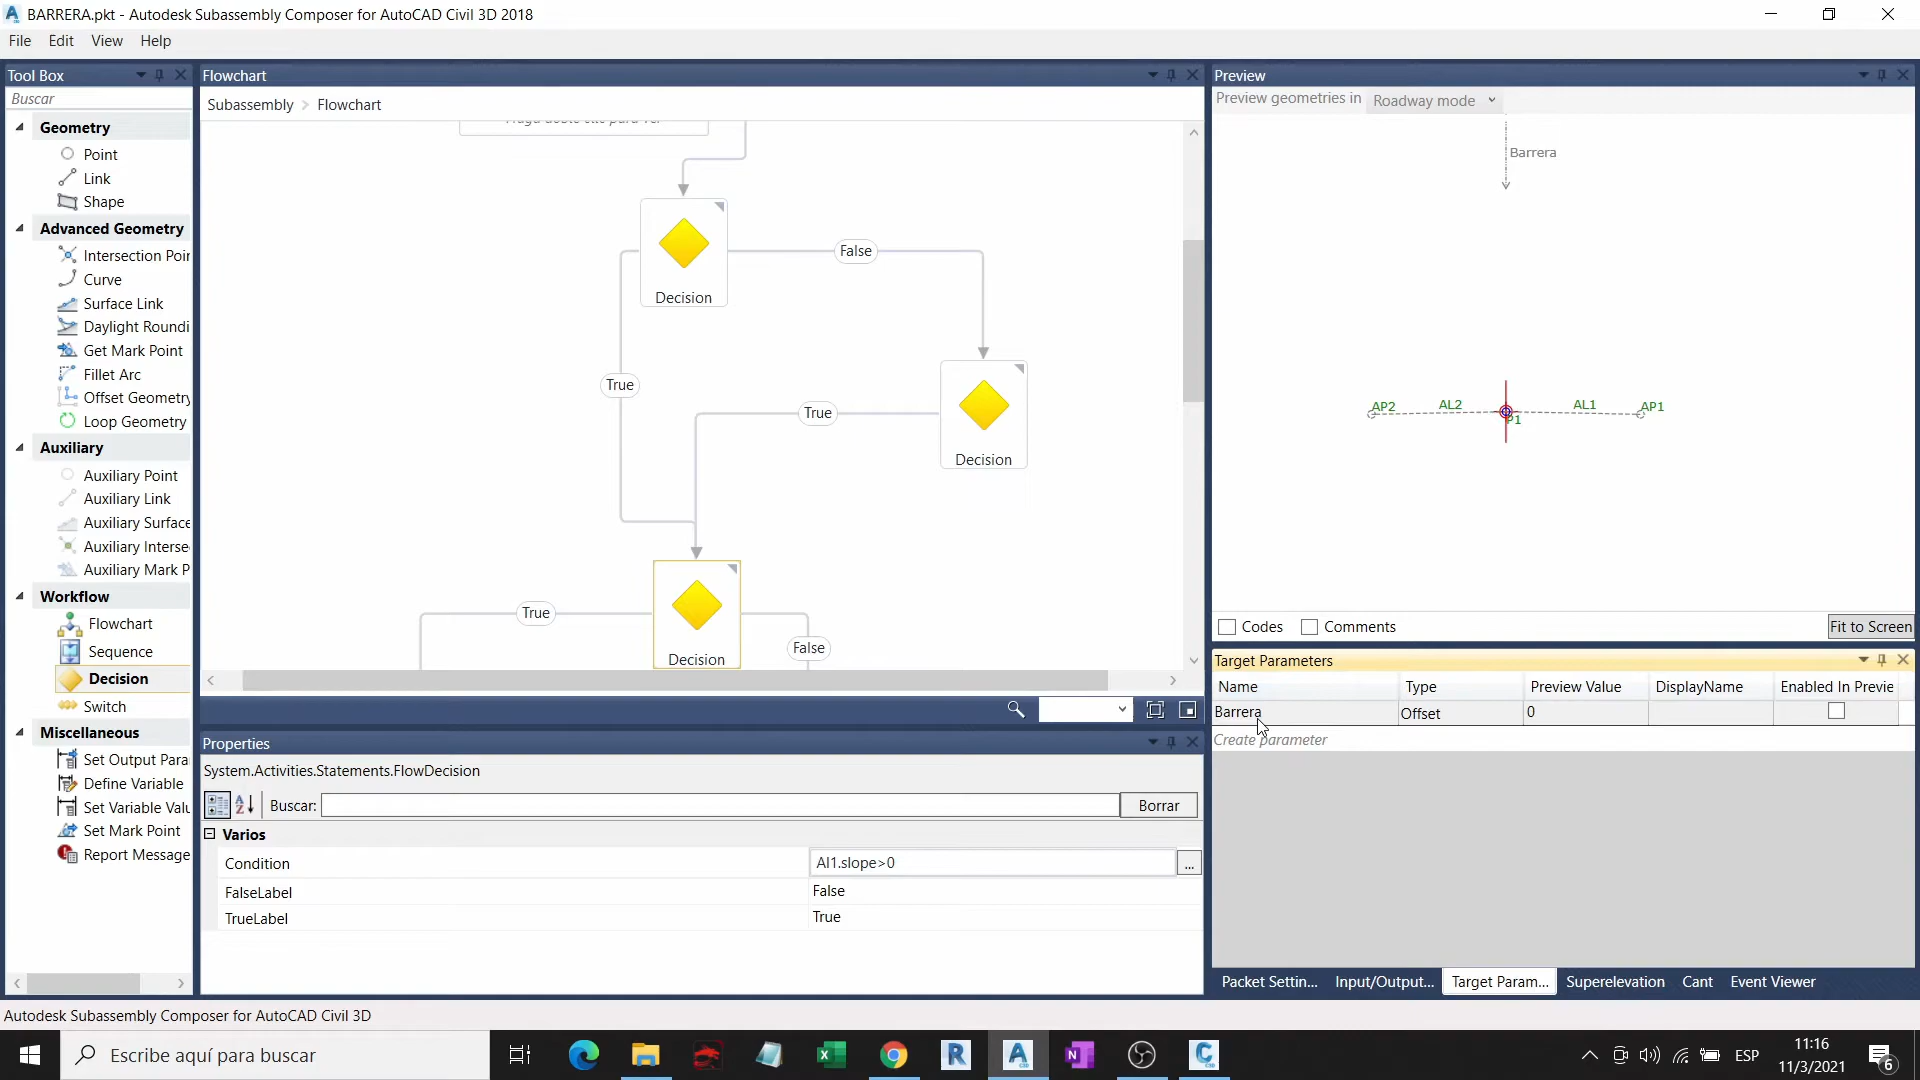 BARRERA.pkt - Autodesk Subassembly Composer for AutoCAD Civil 3D 2018
File Edit View Help
Tool Box
Buscar
Geometry
Point
Link
Shape
Advanced Geometry
Intersection Poir
Curve
Surface Link
Daylight Roundi
Get Mark Point
Fillet Arc
Offset Geometry
Loop Geometry
Auxiliary
Auxiliary Point
Auxiliary Link
Auxiliary Surface
Auxiliary Interse
Auxiliary Mark P
Workflow
Flowchart
Sequence
Decision
Switch
Miscellaneous
Set Output Para
Define Variable
Set Variable Valu
Set Mark Point
Report Message
Flowchart
Subassembly > Flowchart
Decision
False
True
True
Decision
True
False
Decision
Properties
System.Activities.Statements.FlowDecision
Buscar:
Borrar
Varios
Condition Al1.slope>0
...
FalseLabel False
TrueLabel True
Preview
Preview geometries in Roadway mode
Barrera
AP2 AL2 P1 AL1 AP1
Codes Comments Fit to Screen
Target Parameters
Name Type Preview Value DisplayName Enabled In Previe
Barrera Offset 0
Create parameter
Packet Settin... Input/Output... Target Param... Superelevation Cant Event Viewer
Autodesk Subassembly Composer for AutoCAD Civil 3D
Escribe aquí para buscar
ESP
11:16
11/3/2021
6